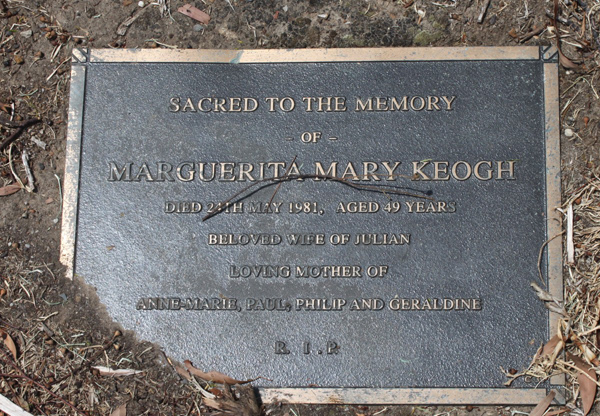 SACRED TO THE MEMORY
- OF -
MARGUERITA MARY KEOGH
DIED 24TH MAY 1981, AGED 49 YEARS
BELOVED WIFE OF JULIAN
LOVING MOTHER OF
ANNE-MARIE, PAUL, PHILIP AND GERALDINE
R. I. P.